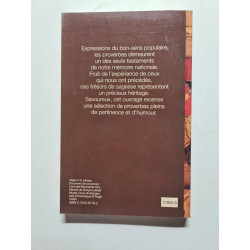 Expressions du bon-sens populaire,
les proverbes demeurent
un des seuls testaments
de notre mémoire nationale.
Fruit de l'expérience de ceux
qui nous ont précédés,
ces trésors de sagesse représentent
un précieux héritage.
Savoureux, cet ouvrage recense
une sélection de proverbes pleins
de pertinence et d'humour.